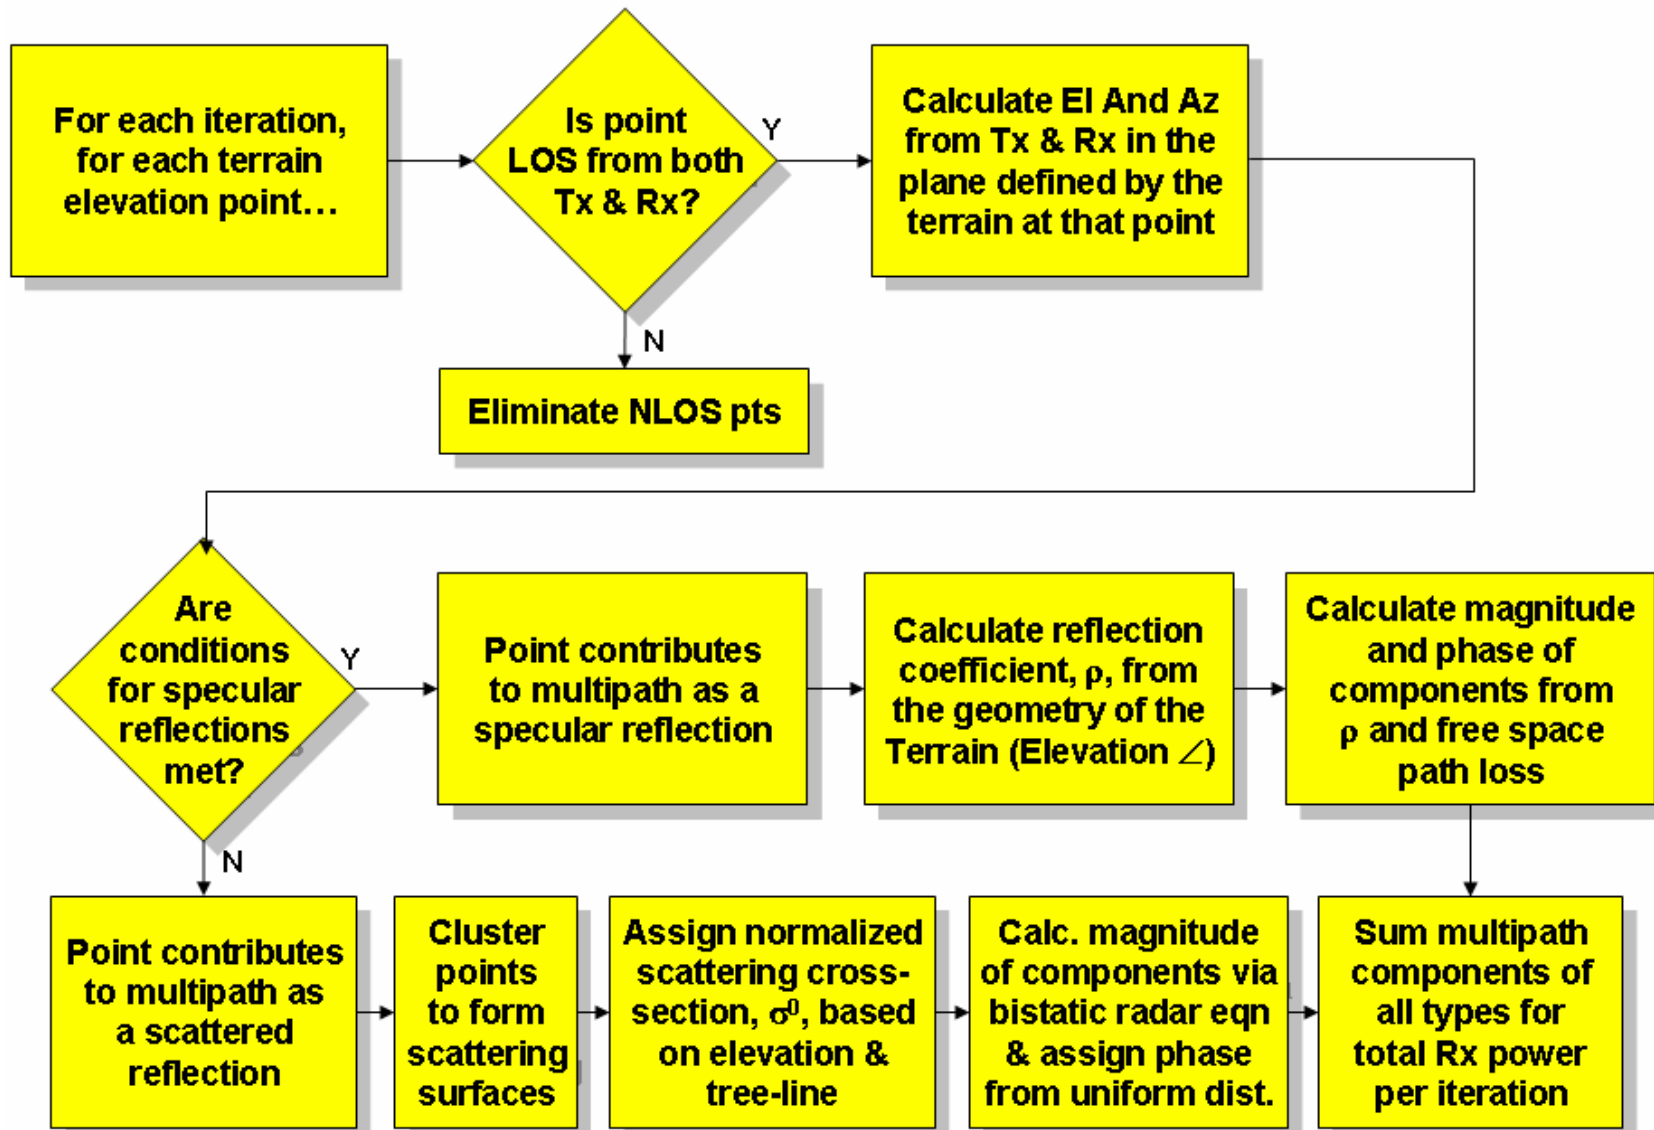 For each iteration,
for each terrain
elevation point…
Is point
LOS from both
Tx & Rx?
Y
N
Calculate El And Az
from Tx & Rx in the
plane defined by the
terrain at that point
Eliminate NLOS pts
Are
conditions
for specular
reflections
met?
Y
N
Point contributes
to multipath as a
specular reflection
Calculate reflection
coefficient, ρ, from
the geometry of the
Terrain (Elevation ∠)
Calculate magnitude
and phase of
components from
ρ and free space
path loss
Point contributes
to multipath as
a scattered
reflection
Cluster
points
to form
scattering
surfaces
Assign normalized
scattering cross-
section, σ⁰, based
on elevation &
tree-line
Calc. magnitude
of components via
bistatic radar eqn
& assign phase
from uniform dist.
Sum multipath
components of
all types for
total Rx power
per iteration